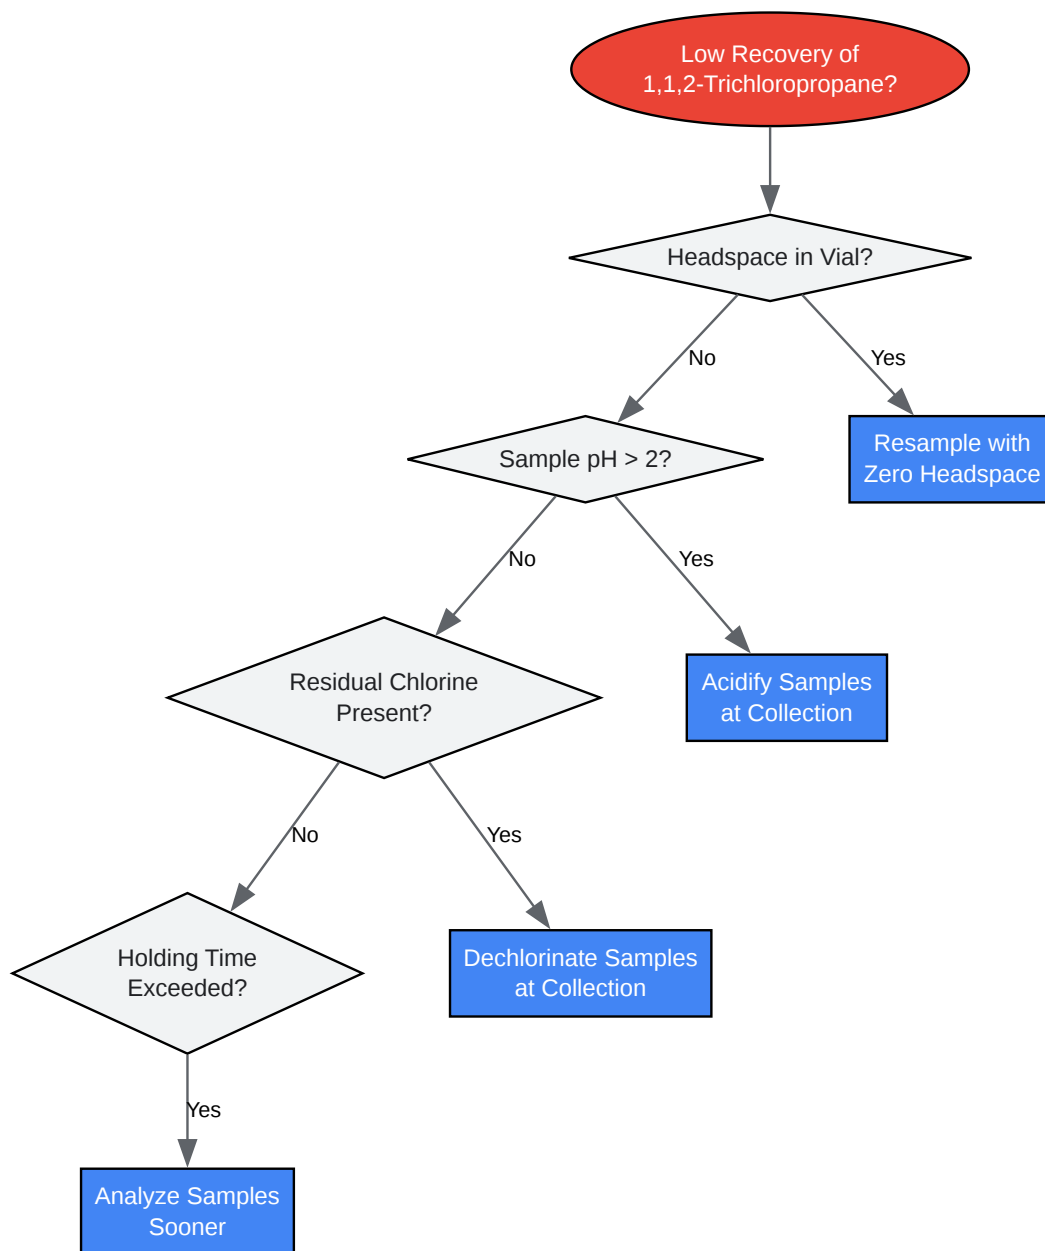 Low Recovery of
1,1,2-Trichloropropane?
Headspace in Vial?
No
Yes
Sample pH > 2?
Resample with
Zero Headspace
No
Yes
Residual Chlorine
Present?
Acidify Samples
at Collection
No
Yes
Holding Time
Exceeded?
Dechlorinate Samples
at Collection
Yes
Analyze Samples
Sooner